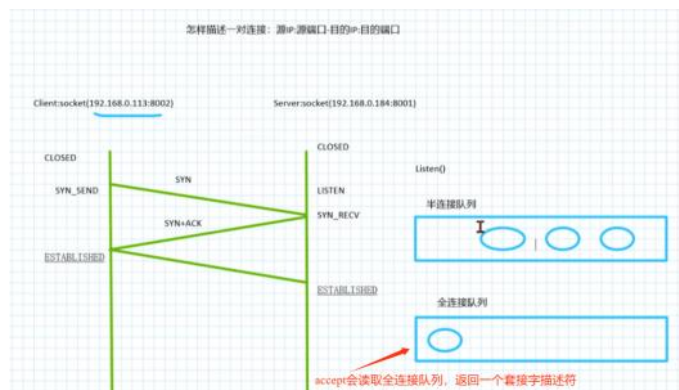 怎样描述一对连接：源IP:源端口-目的IP:目的端口
Client:socket(192.168.0.113:8002)
Server:socket(192.168.0.184:8001)
CLOSED
CLOSED
Listen()
SYN
SYN_SEND
LISTEN
半连接队列
SYN_RECV
SYN+ACK
ESTABLISHED
ESTABLISHED
全连接队列
accept会读取全连接队列，返回一个套接字描述符